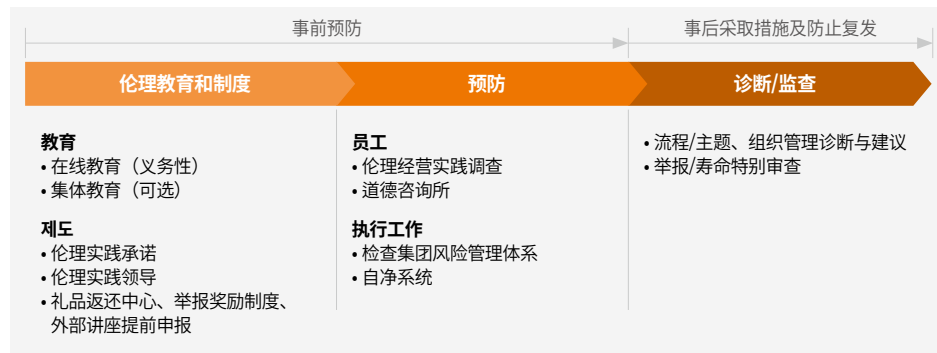 事前预防
事后采取措施及防止复发
伦理教育和制度
预防
诊断/监查
教育
• 在线教育（义务性）
• 集体教育（可选）
제도
• 伦理实践承诺
• 伦理实践领导
• 礼品返还中心、举报奖励制度、
外部讲座提前申报
员工
• 伦理经营实践调查
• 道德咨询所
执行工作
• 检查集团风险管理体系
• 自净系统
• 流程/主题、组织管理诊断与建议
• 举报/寿命特别审查